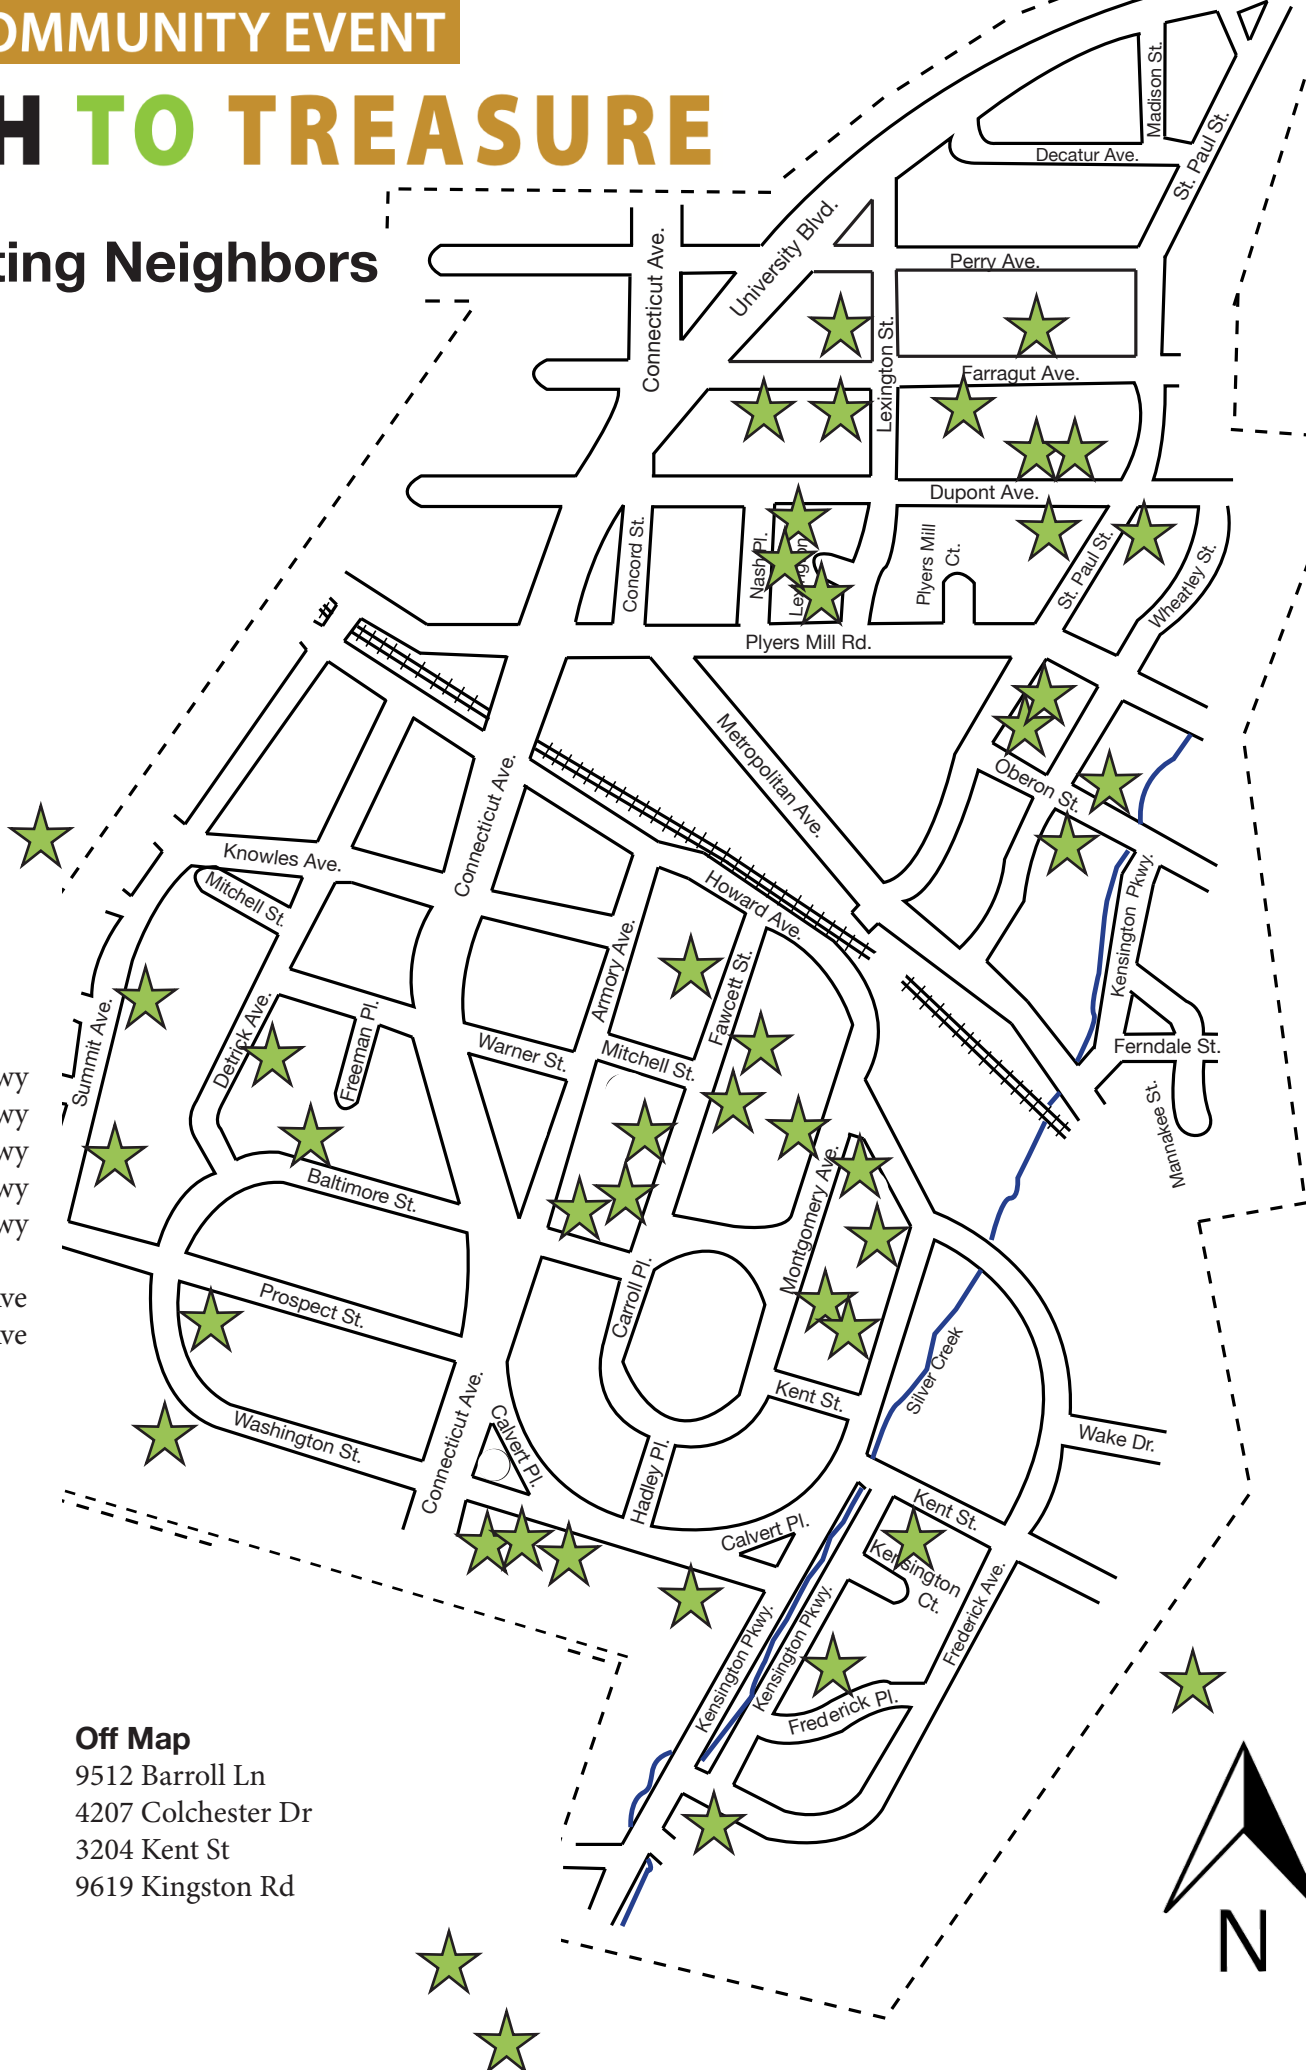 OMMUNITY EVENT
H TO TREASURE
ting Neighbors
Madison St.
Decatur Ave.
St. Paul St.
University Blvd.
Connecticut Ave.
Perry Ave.
Lexington St.
Farragut Ave.
Dupont Ave.
Concord St.
Nash Pl.
Plyers Mill
Ct.
St. Paul St.
Wheatley St.
Plyers Mill Rd.
Metropolitan Ave.
Oberon St.
Connecticut Ave.
Knowles Ave.
Mitchell St.
Howard Ave.
Kensington Pkwy.
Armory Ave.
Fawcett St.
Summit Ave.
Detrick Ave.
Freeman Pl.
Warner St.
Mitchell St.
Ferndale St.
Mannakee St.
wy
wy
wy
wy
wy
ve
ve
Baltimore St.
Montgomery Ave.
Prospect St.
Carroll Pl.
Silver Creek
Kent St.
Washington St.
Connecticut Ave.
Calvert Pl.
Hadley Pl.
Wake Dr.
Calvert Pl.
Kent St.
Kensington
Ct.
Kensington Pkwy.
Kensington Pkwy.
Frederick Ave.
Frederick Pl.
Off Map
9512 Barroll Ln
4207 Colchester Dr
3204 Kent St
9619 Kingston Rd
N